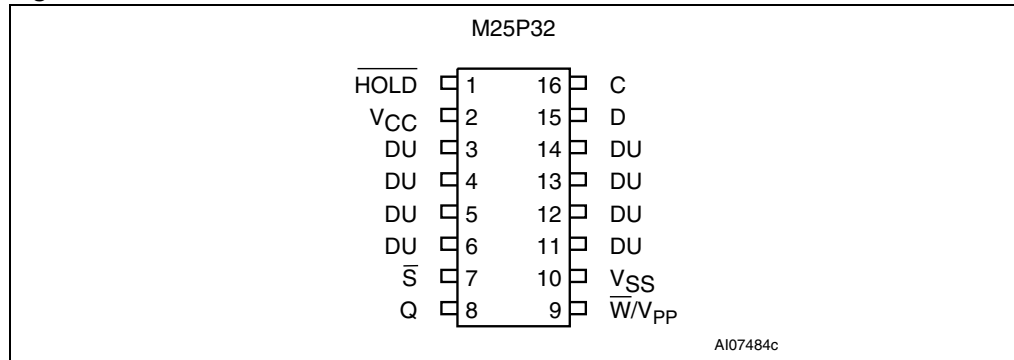 M25P32
HOLD 1 16 C
VCC 2 15 D
DU 3 14 DU
DU 4 13 DU
DU 5 12 DU
DU 6 11 DU
S 7 10 VSS
Q 8 9 W/VPP
AI07484c